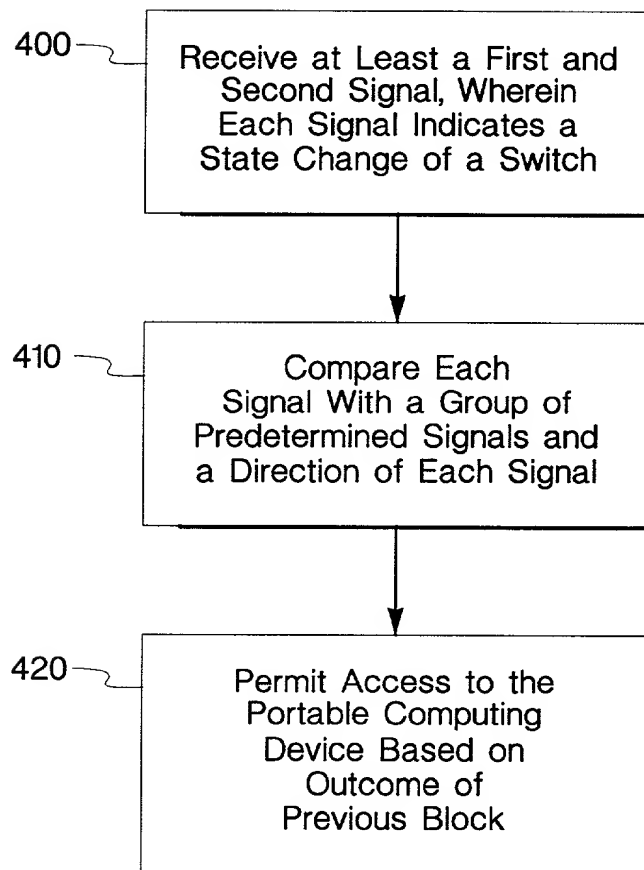 400
Receive at Least a First and
Second Signal, Wherein
Each Signal Indicates a
State Change of a Switch
410
Compare Each
Signal With a Group of
Predetermined Signals and
a Direction of Each Signal
420
Permit Access to the
Portable Computing
Device Based on
Outcome of
Previous Block